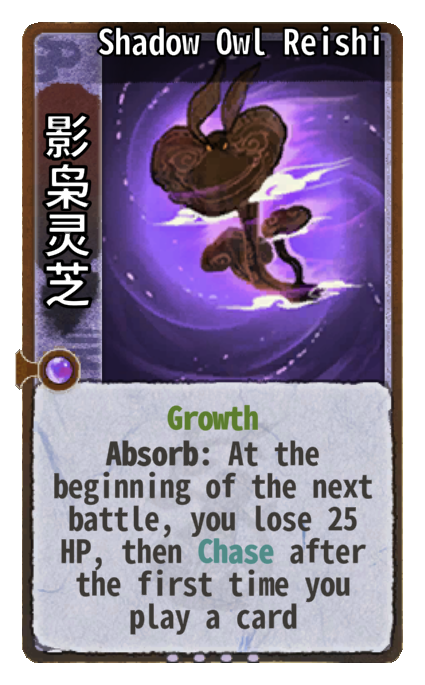 Shadow Owl Reishi
影枭灵芝
Growth
Absorb: At the
beginning of the next
battle, you lose 25
HP, then Chase after
the first time you
play a card